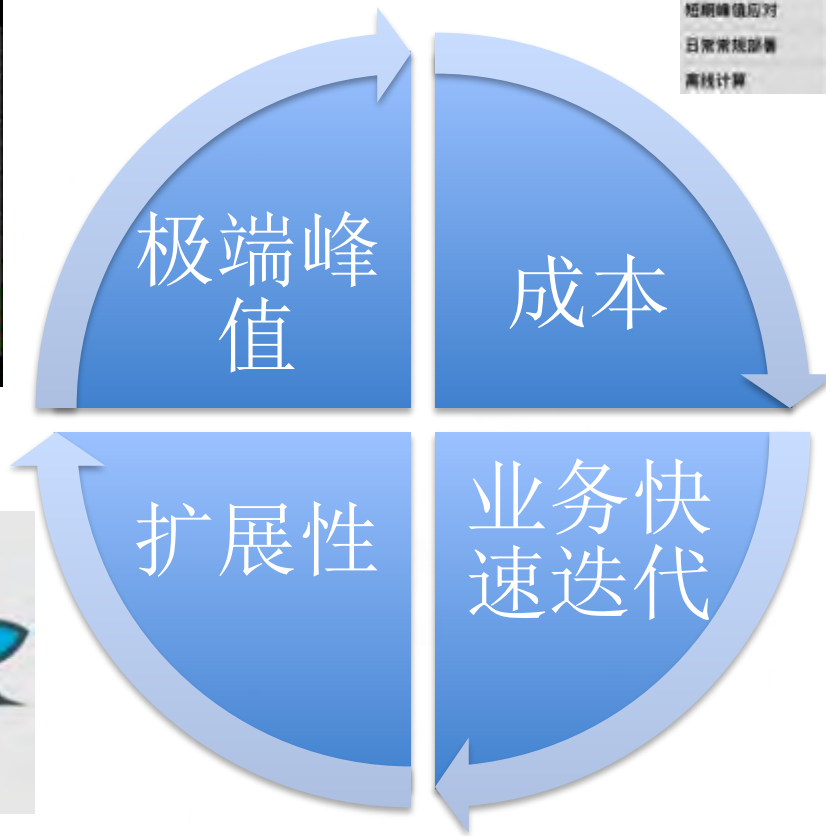 短期峰值应对
日常常规部署
离线计算
极端峰
值
成本
扩展性
业务快
速迭代